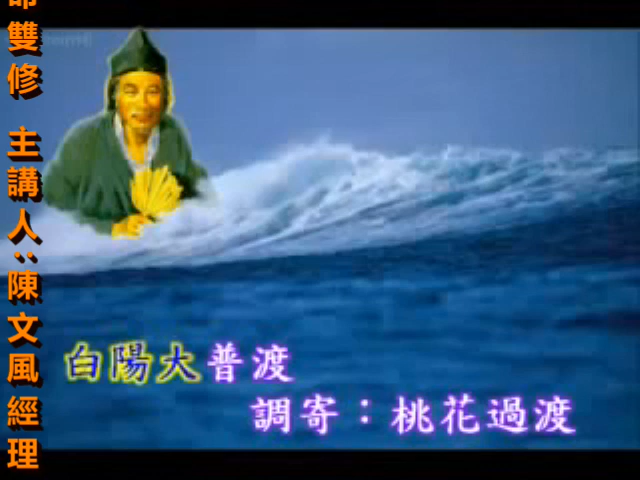 雙修 主講人:陳文風經理
白陽大普渡
調寄：桃花過渡